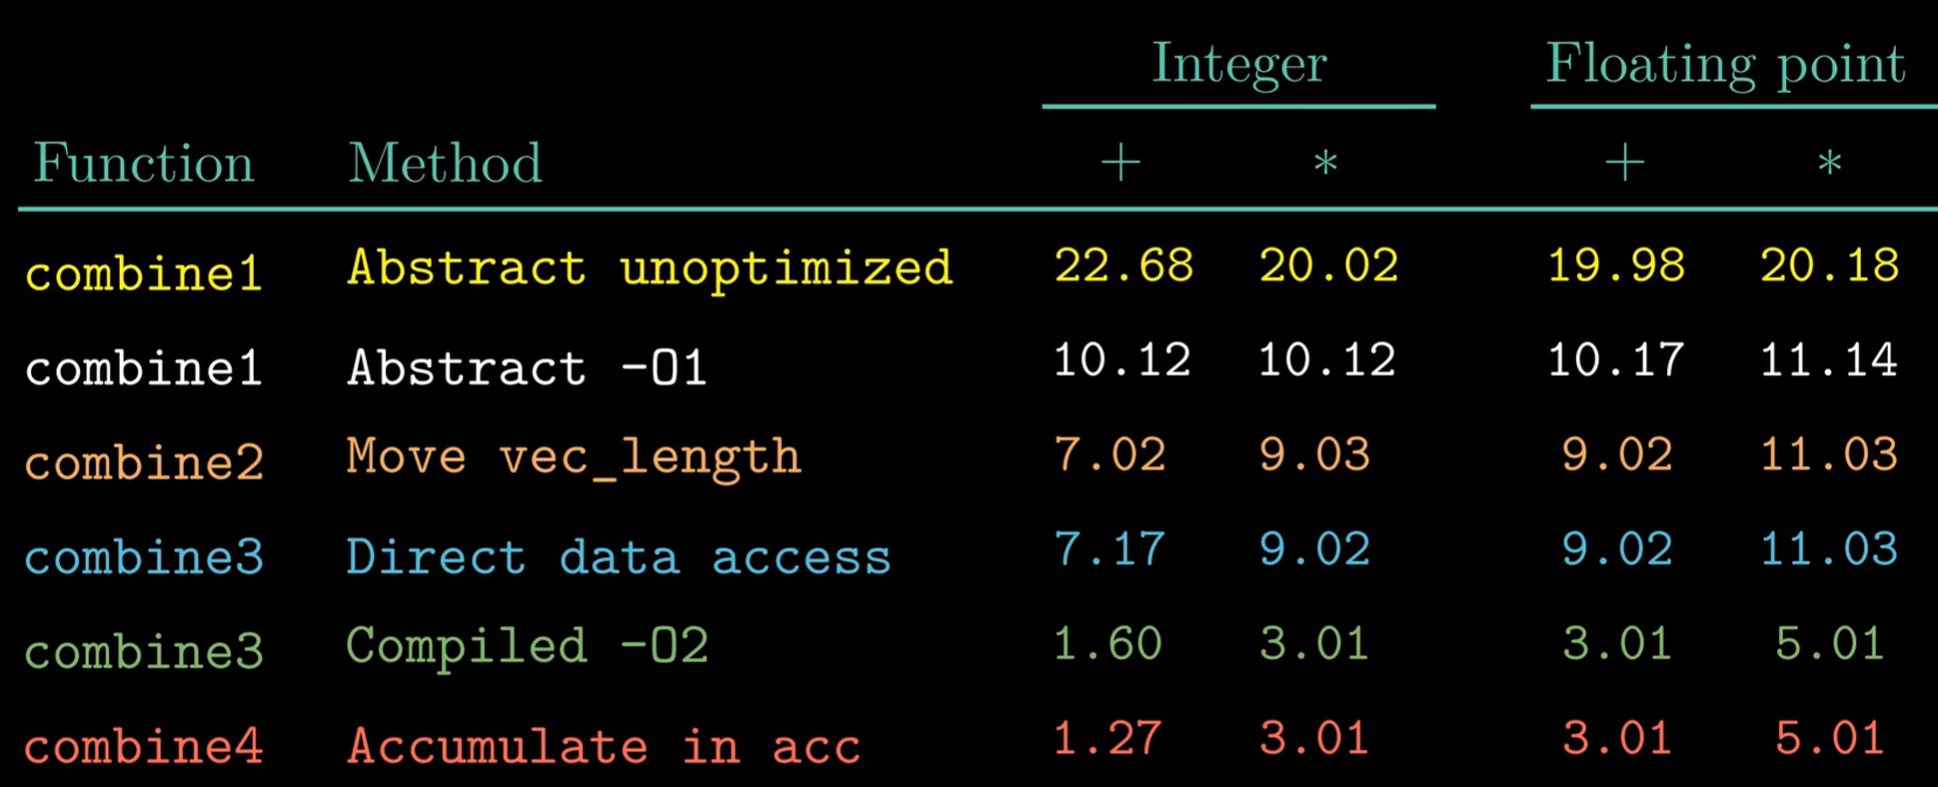 Integer Floating point
Function Method + * + *
combine1 Abstract unoptimized 22.68 20.02 19.98 20.18
combine1 Abstract -O1 10.12 10.12 10.17 11.14
combine2 Move vec_length 7.02 9.03 9.02 11.03
combine3 Direct data access 7.17 9.02 9.02 11.03
combine3 Compiled -O2 1.60 3.01 3.01 5.01
combine4 Accumulate in acc 1.27 3.01 3.01 5.01